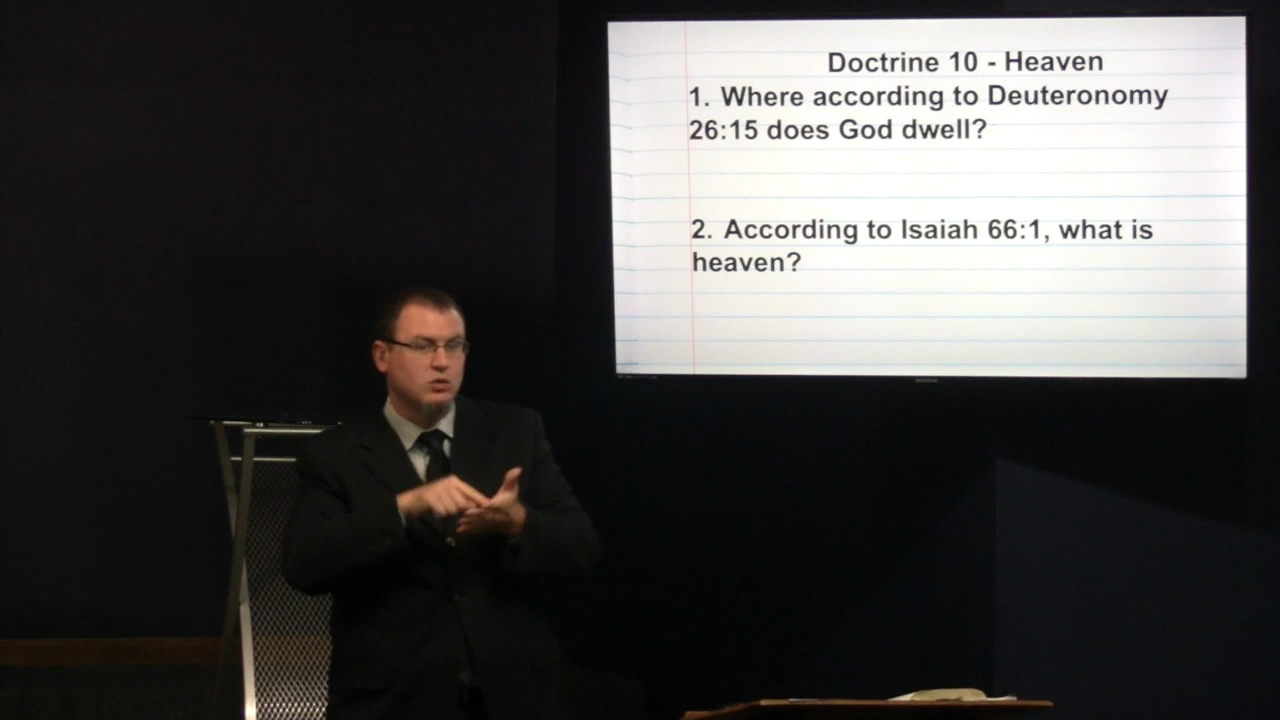 Doctrine 10 - Heaven
1. Where according to Deuteronomy
26:15 does God dwell?
2. According to Isaiah 66:1, what is
heaven?